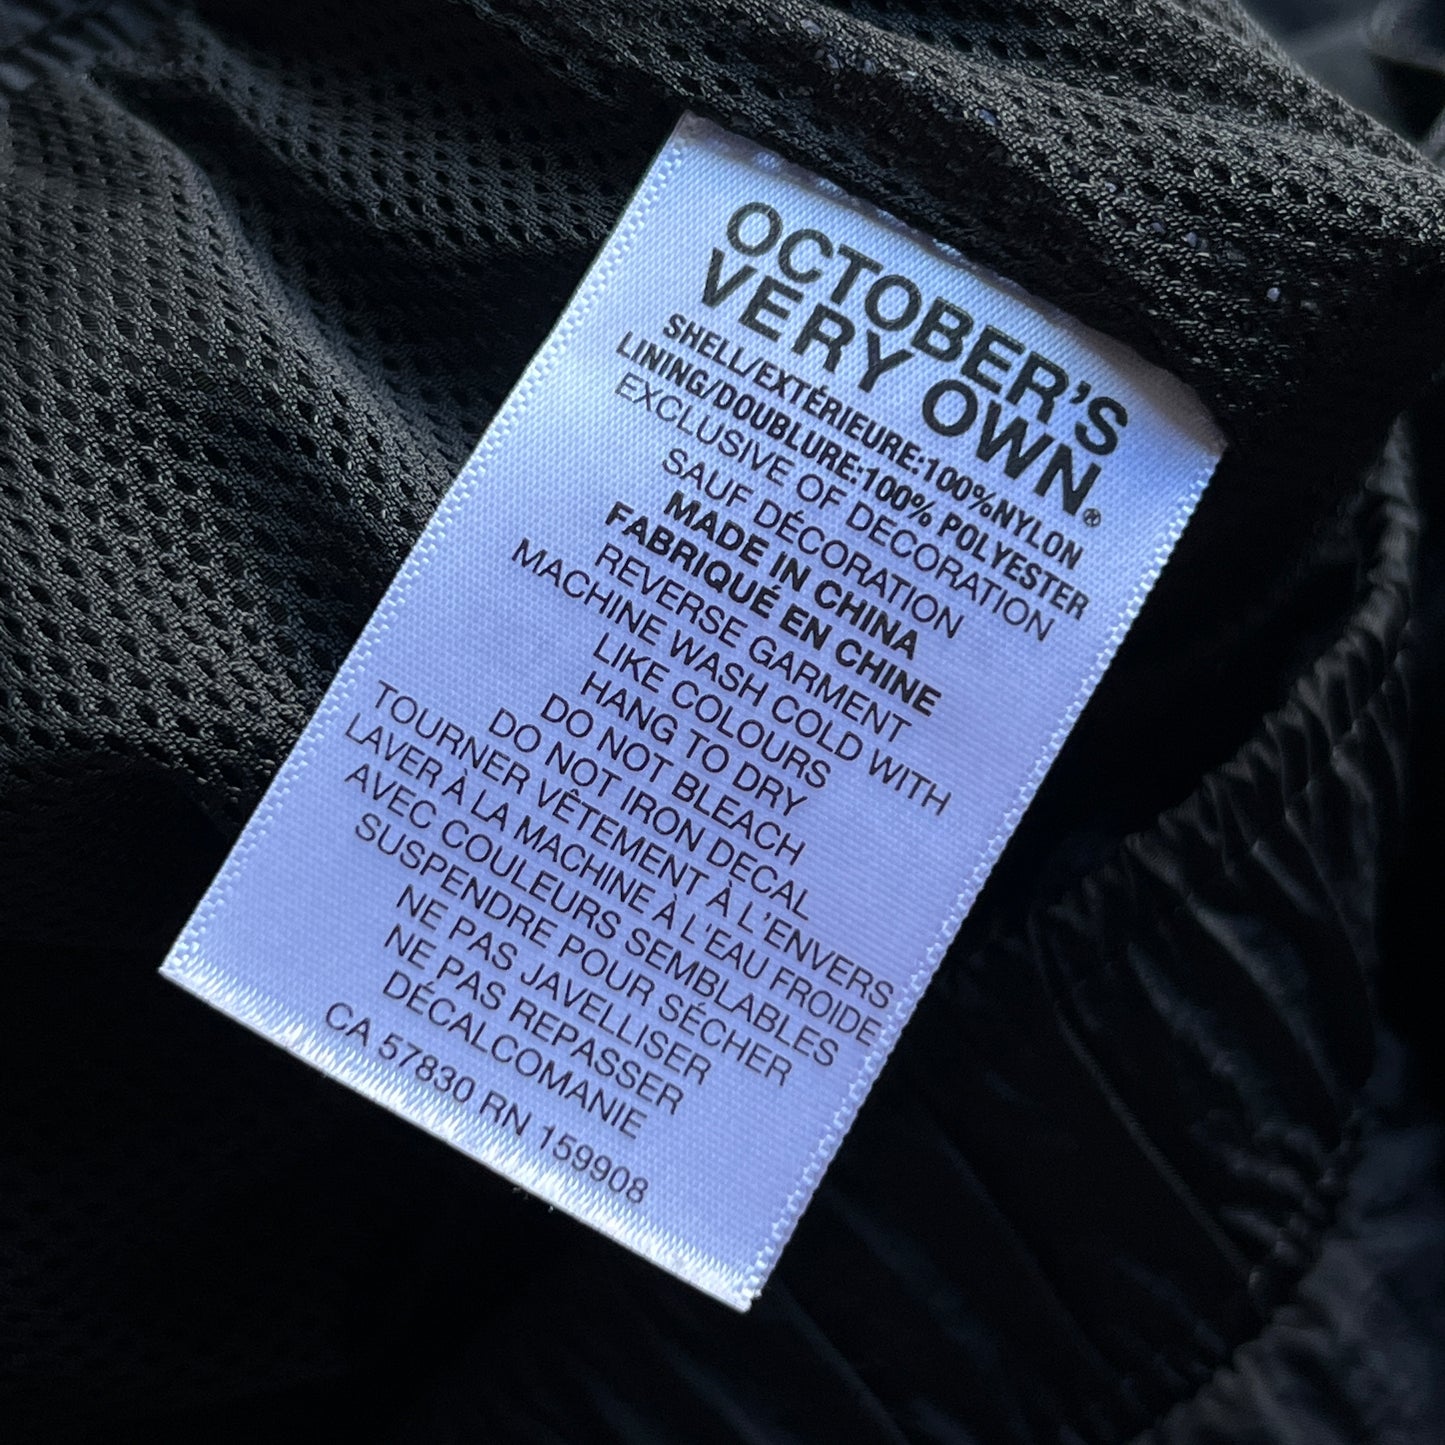 OCTOBER'S
VERY OWN®
SHELL/EXTÉRIEURE:100%NYLON
LINING/DOUBLURE:100% POLYESTER
EXCLUSIVE OF DECORATION
SAUF DÉCORATION
MADE IN CHINA
FABRIQUÉ EN CHINE
REVERSE GARMENT
MACHINE WASH COLD WITH
LIKE COLOURS
HANG TO DRY
DO NOT BLEACH
DO NOT IRON DECAL
TOURNER VÊTEMENT À L'ENVERS
LAVER À LA MACHINE À L'EAU FROIDE
AVEC COULEURS SEMBLABLES
SUSPENDRE POUR SÉCHER
NE PAS JAVELLISER
NE PAS REPASSER
DÉCALCOMANIE
CA 57830 RN 159908